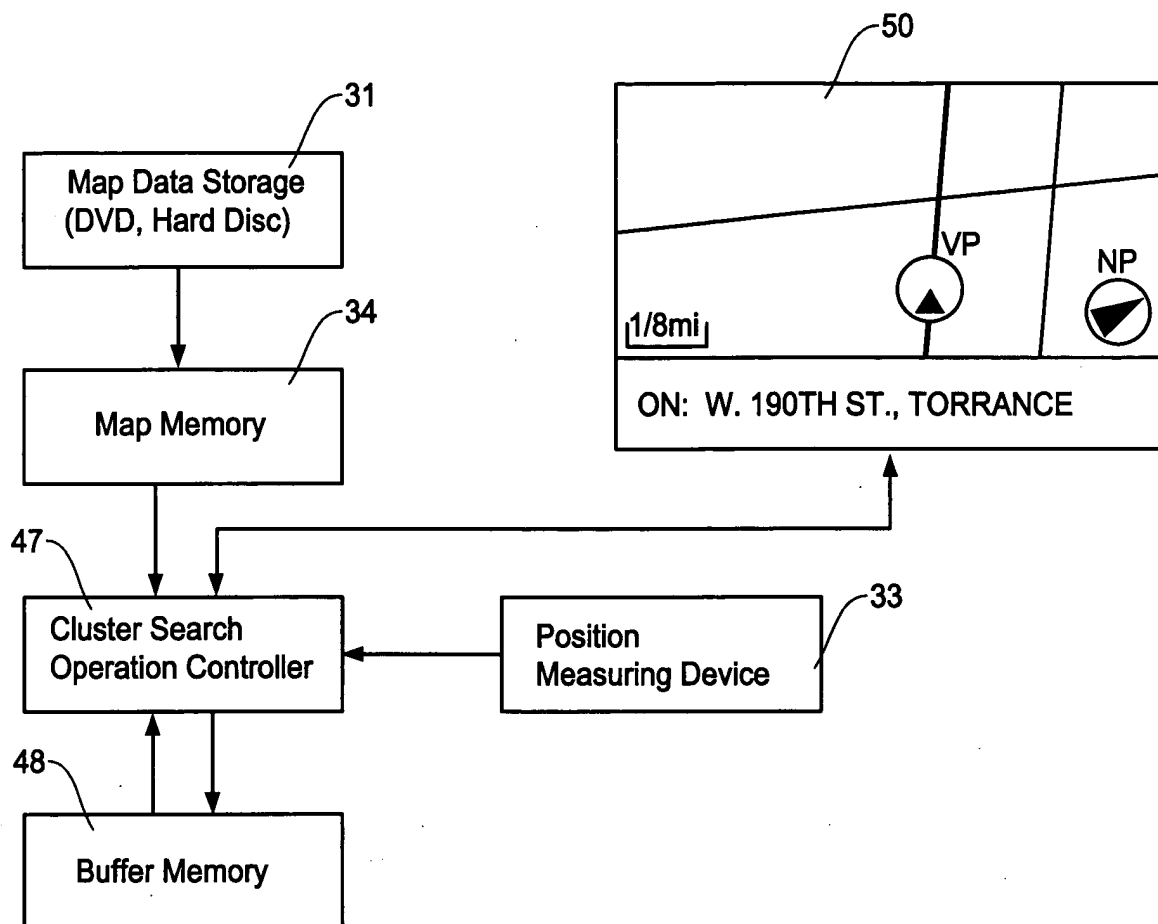 50
31
Map Data Storage
(DVD, Hard Disc)
VP
NP
1/8mi
34
Map Memory
ON: W. 190TH ST., TORRANCE
47
Cluster Search
Operation Controller
33
Position
Measuring Device
48
Buffer Memory